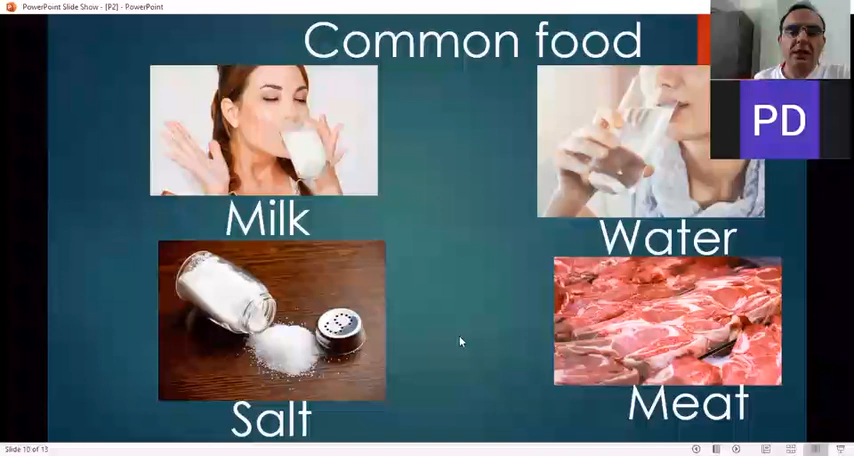 PowerPoint Slide Show - [P2] - PowerPoint
Common food
PD
Milk
Water
Salt
Meat
Slide 10 of 13